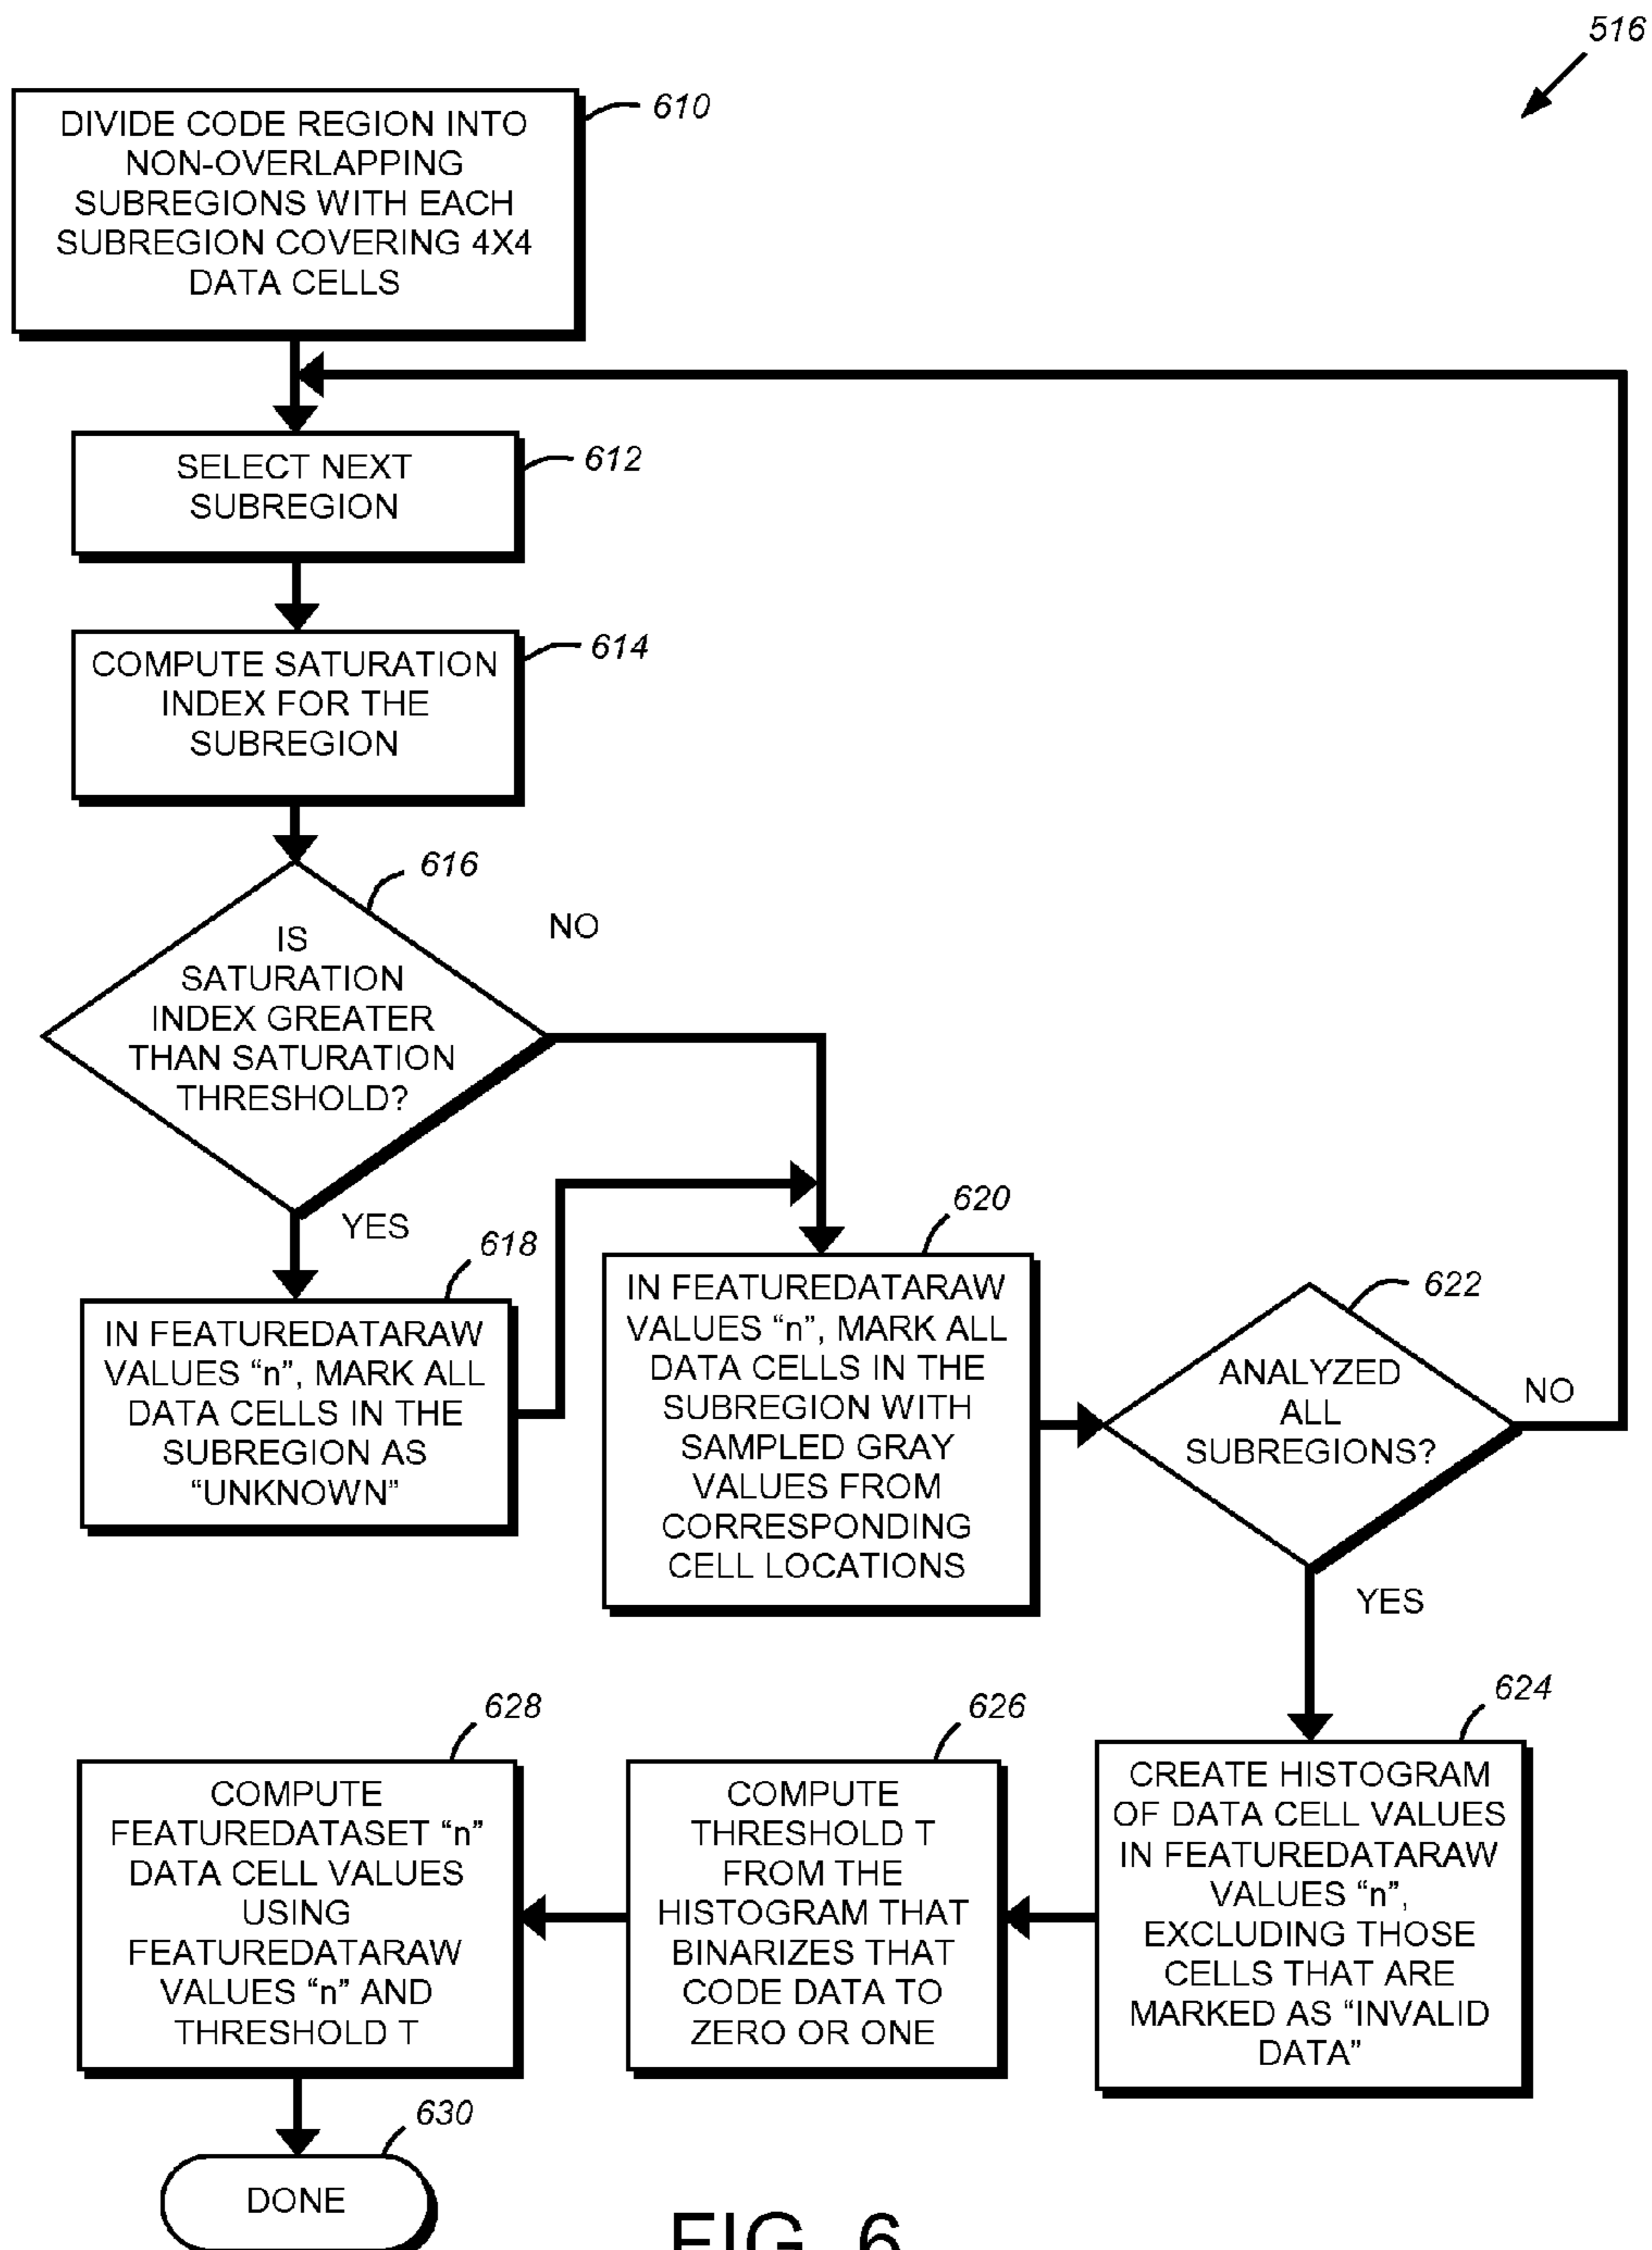 516
610
DIVIDE CODE REGION INTO
NON-OVERLAPPING
SUBREGIONS WITH EACH
SUBREGION COVERING 4X4
DATA CELLS
612
SELECT NEXT
SUBREGION
614
COMPUTE SATURATION
INDEX FOR THE
SUBREGION
616
IS
SATURATION
INDEX GREATER
THAN SATURATION
THRESHOLD?
NO
YES
618
IN FEATUREDATARAW
VALUES “n”, MARK ALL
DATA CELLS IN THE
SUBREGION AS
“UNKNOWN”
620
IN FEATUREDATARAW
VALUES “n”, MARK ALL
DATA CELLS IN THE
SUBREGION WITH
SAMPLED GRAY
VALUES FROM
CORRESPONDING
CELL LOCATIONS
622
ANALYZED
ALL
SUBREGIONS?
NO
YES
624
CREATE HISTOGRAM
OF DATA CELL VALUES
IN FEATUREDATARAW
VALUES “n”,
EXCLUDING THOSE
CELLS THAT ARE
MARKED AS “INVALID
DATA”
626
COMPUTE
THRESHOLD T
FROM THE
HISTOGRAM THAT
BINARIZES THAT
CODE DATA TO
ZERO OR ONE
628
COMPUTE
FEATUREDATASET “n”
DATA CELL VALUES
USING
FEATUREDATARAW
VALUES “n” AND
THRESHOLD T
630
DONE
FIG. 6